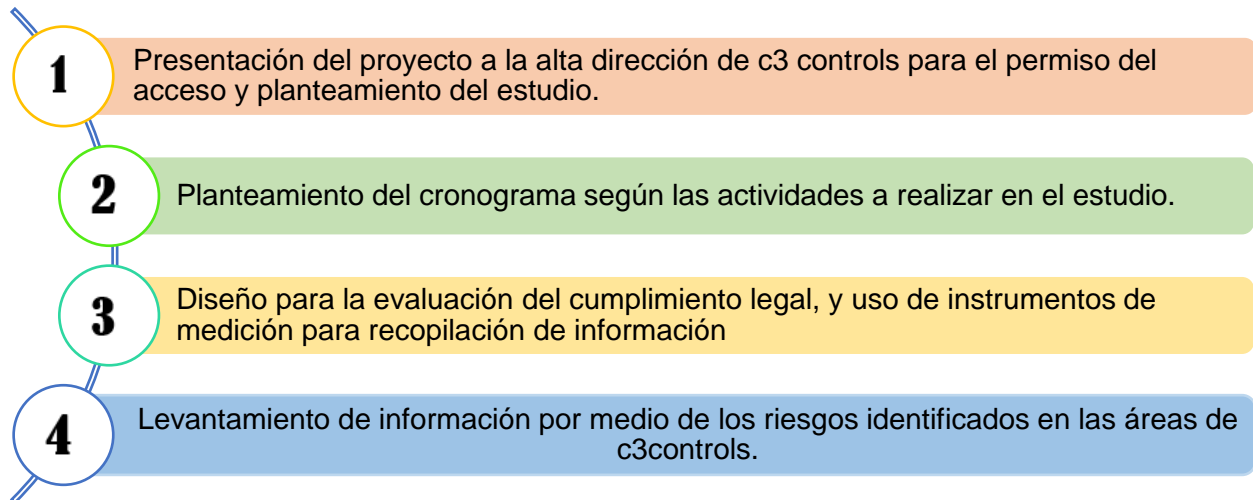 1
Presentación del proyecto a la alta dirección de c3 controls para el permiso del
acceso y planteamiento del estudio.
2
Planteamiento del cronograma según las actividades a realizar en el estudio.
3
Diseño para la evaluación del cumplimiento legal, y uso de instrumentos de
medición para recopilación de información
4
Levantamiento de información por medio de los riesgos identificados en las áreas de
c3controls.